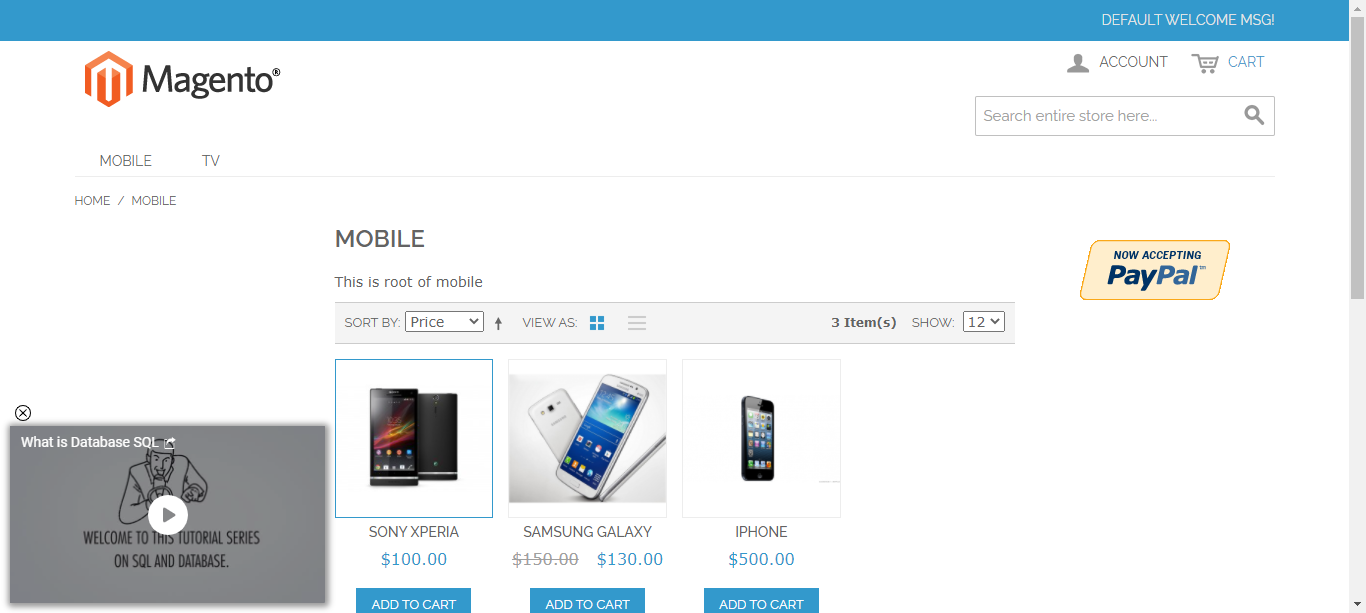 DEFAULT WELCOME MSG!
Magento®
ACCOUNT CART
Search entire store here...
MOBILE TV
HOME / MOBILE
MOBILE
NOW ACCEPTING
PayPal™
This is root of mobile
SORT BY: Price VIEW AS: 3 Item(s) SHOW: 12
What is Database SQL
WELCOME TO THIS TUTORIAL SERIES
ON SQL AND DATABASE.
SONY XPERIA SAMSUNG GALAXY IPHONE
$100.00 $150.00 $130.00 $500.00
ADD TO CART ADD TO CART ADD TO CART